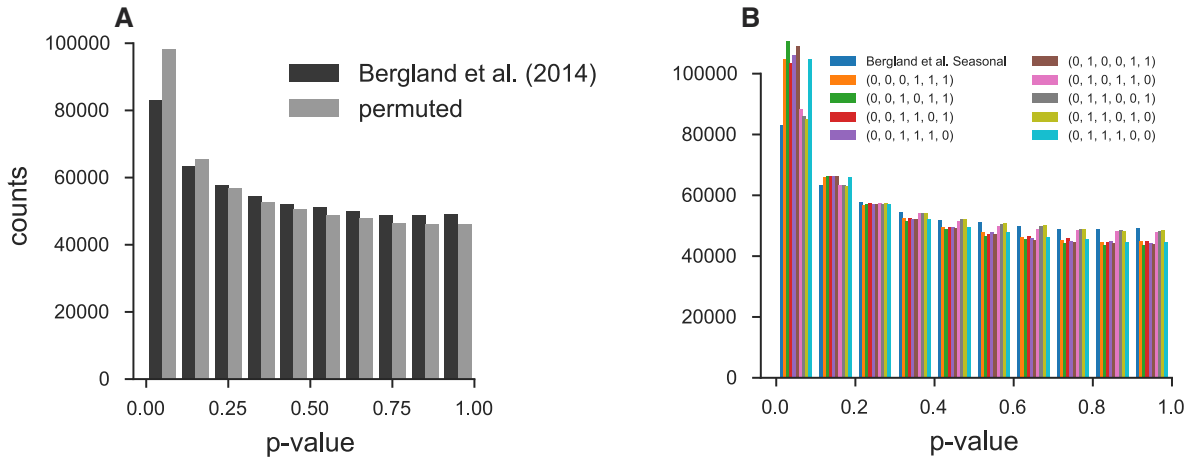 A
100000
80000
60000
40000
20000
0
counts
0.00 0.25 0.50 0.75 1.00
p-value
Bergland et al. (2014)
permuted
B
100000
80000
60000
40000
20000
0
0.0 0.2 0.4 0.6 0.8 1.0
p-value
Bergland et al. Seasonal
(0, 0, 0, 1, 1, 1)
(0, 0, 1, 0, 1, 1)
(0, 0, 1, 1, 0, 1)
(0, 0, 1, 1, 1, 0)
(0, 1, 0, 0, 1, 1)
(0, 1, 0, 1, 1, 0)
(0, 1, 1, 0, 0, 1)
(0, 1, 1, 0, 1, 0)
(0, 1, 1, 1, 0, 0)